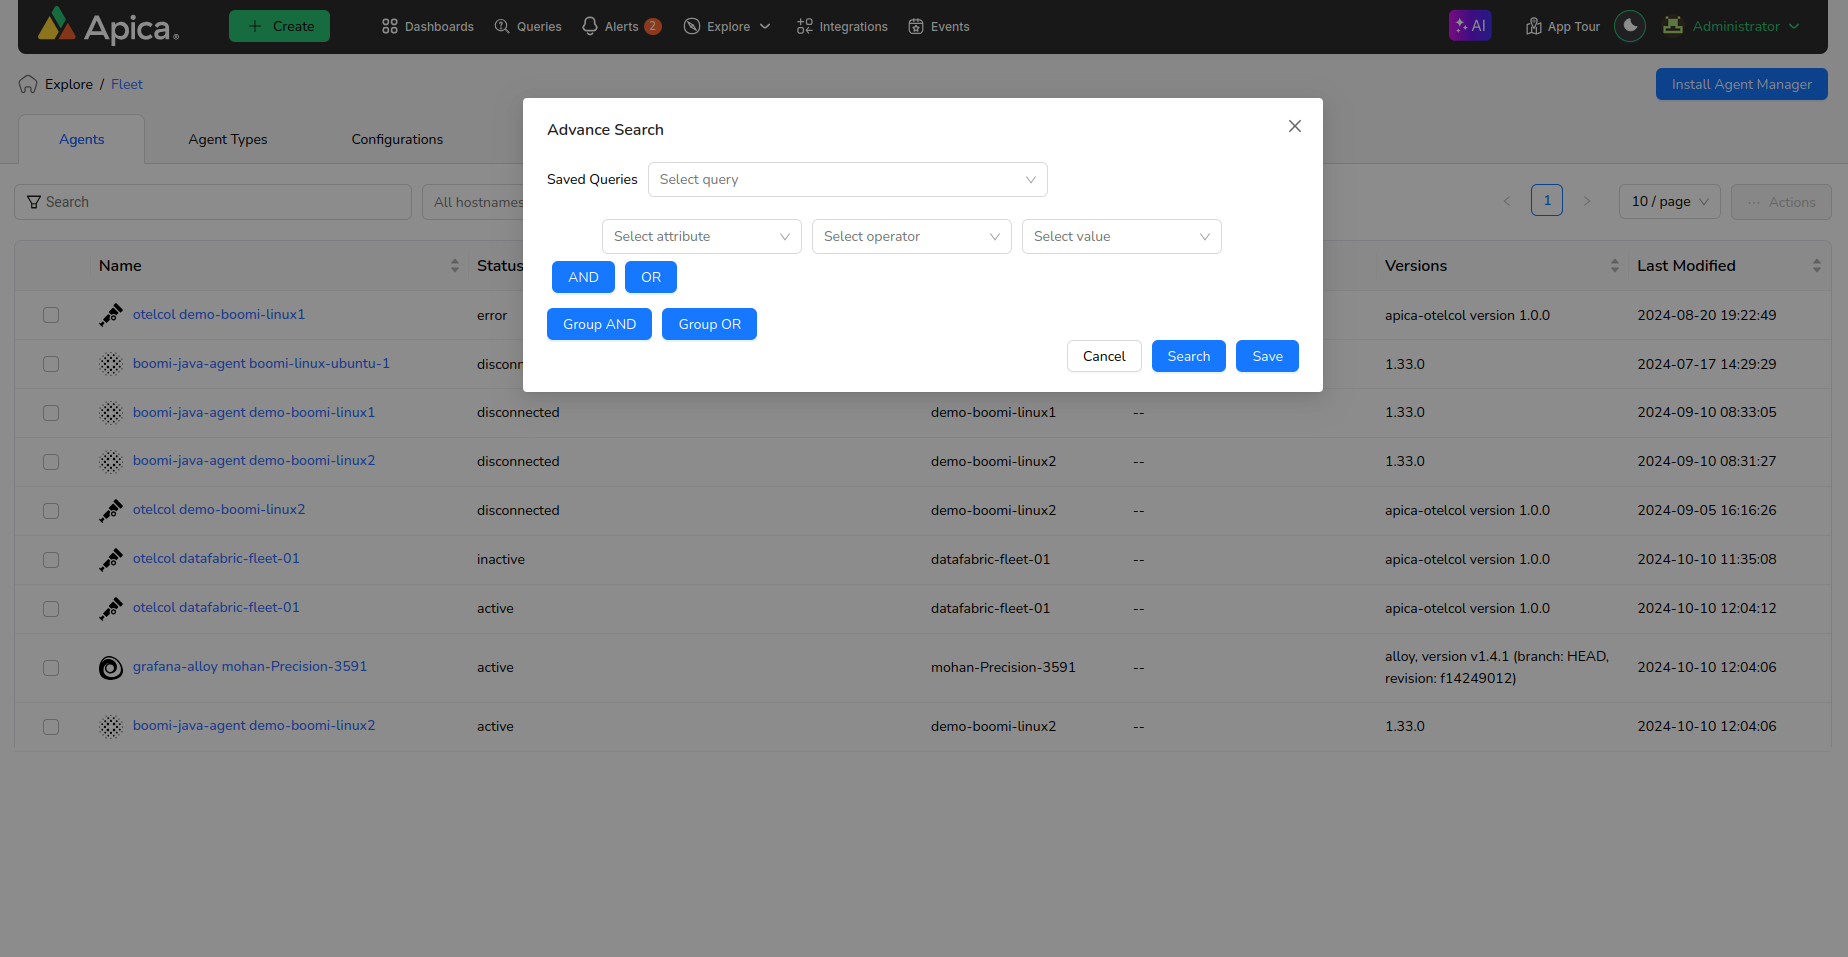 Apica
Create
Dashboards
Queries
Alerts 2
Explore
Integrations
Events
AI
App Tour
Administrator
Explore / Fleet
Install Agent Manager
Agents
Agent Types
Configurations
Search
All hostnames
1
10 / page
··· Actions
Advance Search
Saved Queries
Select query
Select attribute
Select operator
Select value
AND
OR
Group AND
Group OR
Cancel
Search
Save
Name Status Versions Last Modified
otelcol demo-boomi-linux1 error apica-otelcol version 1.0.0 2024-08-20 19:22:49
boomi-java-agent boomi-linux-ubuntu-1 1.33.0 2024-07-17 14:29:29
boomi-java-agent demo-boomi-linux1 disconnected demo-boomi-linux1 -- 1.33.0 2024-09-10 08:33:05
boomi-java-agent demo-boomi-linux2 disconnected demo-boomi-linux2 -- 1.33.0 2024-09-10 08:31:27
otelcol demo-boomi-linux2 disconnected demo-boomi-linux2 -- apica-otelcol version 1.0.0 2024-09-05 16:16:26
otelcol datafabric-fleet-01 inactive datafabric-fleet-01 -- apica-otelcol version 1.0.0 2024-10-10 11:35:08
otelcol datafabric-fleet-01 active datafabric-fleet-01 -- apica-otelcol version 1.0.0 2024-10-10 12:04:12
grafana-alloy mohan-Precision-3591 active mohan-Precision-3591 -- alloy, version v1.4.1 (branch: HEAD, 2024-10-10 12:04:06
revision: f14249012)
boomi-java-agent demo-boomi-linux2 active demo-boomi-linux2 -- 1.33.0 2024-10-10 12:04:06